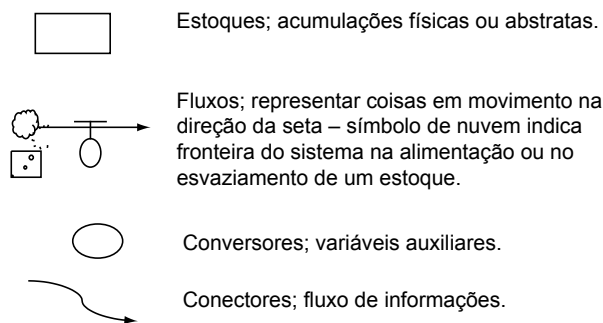 Estoques; acumulações físicas ou abstratas.
Fluxos; representar coisas em movimento na
direção da seta – símbolo de nuvem indica
fronteira do sistema na alimentação ou no
esvaziamento de um estoque.
Conversores; variáveis auxiliares.
Conectores; fluxo de informações.